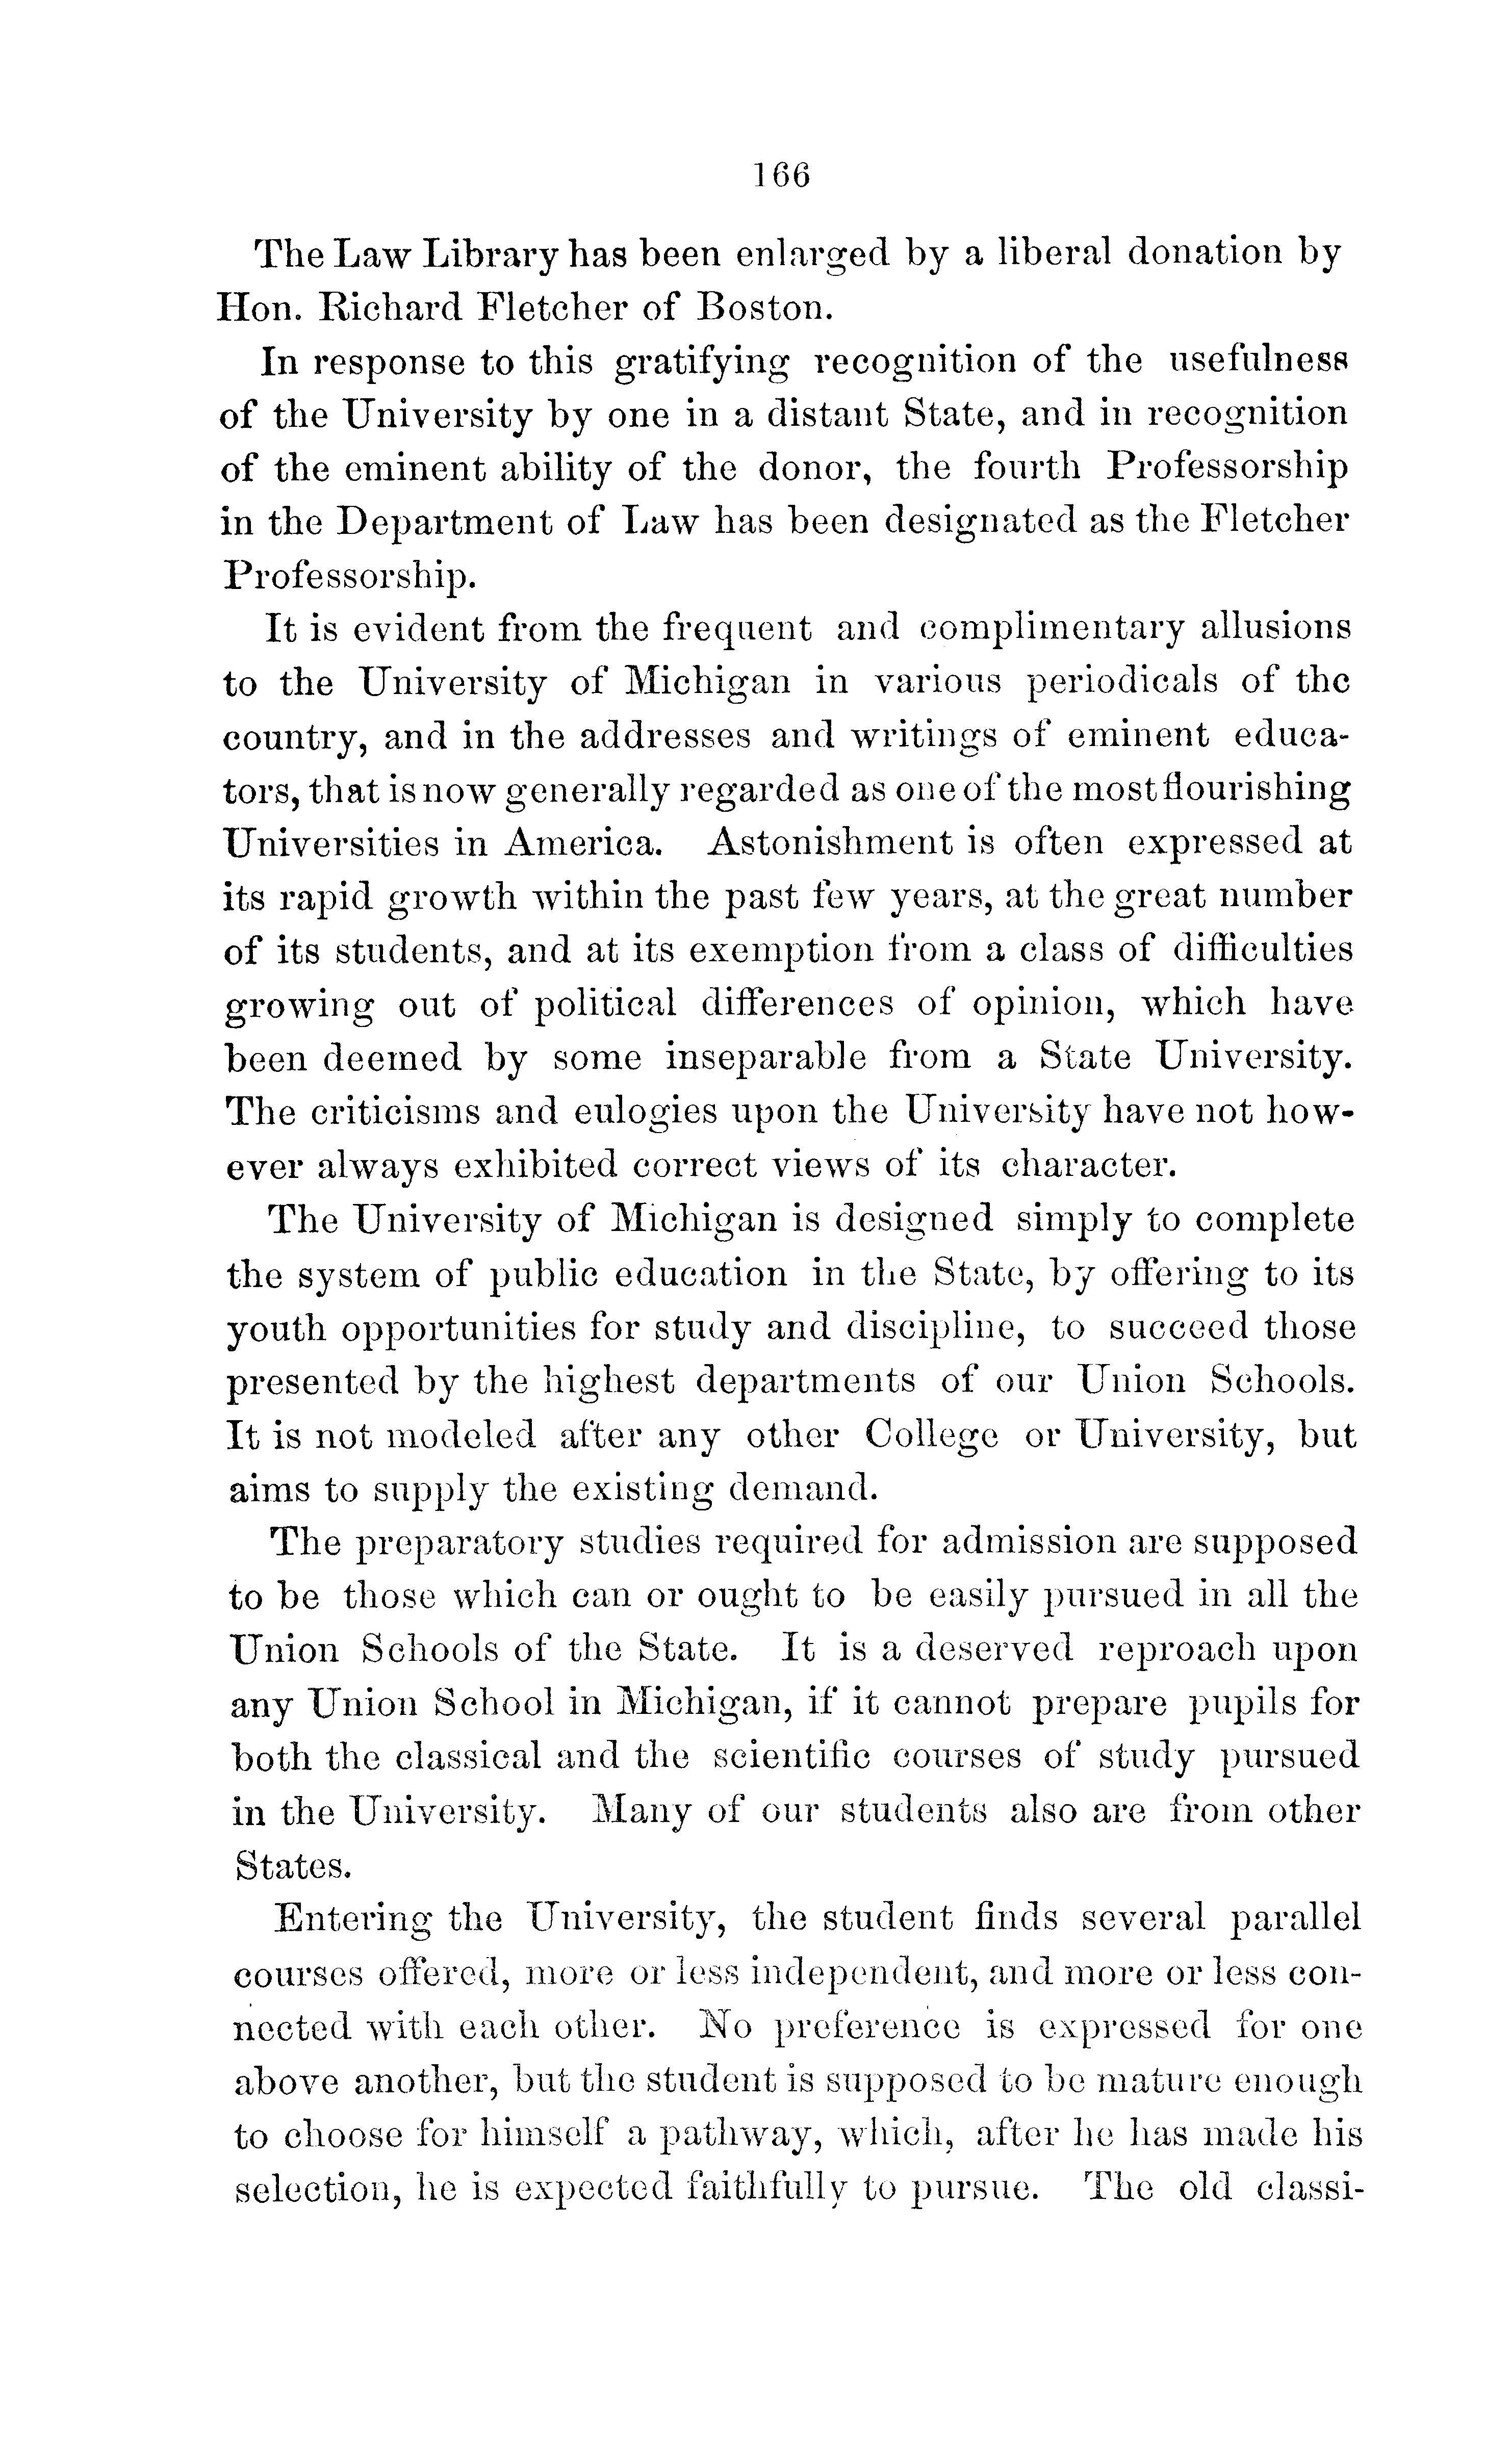 166
The Law Library has been enlarged by a liberal donation by
Hon. Richard Fletcher of Boston.
In response to this gratifying recognition of the usefulness
of the University by one in a distant State, and in recognition
of the eminent ability of the donor, the fourth Professorship
in the Department of Law has been designated as the Fletcher
Professorship.
It is evident from the frequent and complimentary allusions
to the University of Michigan in various periodicals of the
country, and in the addresses and writings of eminent educa-
tors, that is now generally regarded as one of the most flourishing
Universities in America. Astonishment is often expressed at
its rapid growth within the past few years, at the great number
of its students, and at its exemption from a class of difficulties
growing out of political differences of opinion, which have
been deemed by some inseparable from a State University.
The criticisms and eulogies upon the University have not how-
ever always exhibited correct views of its character.
The University of Michigan is designed simply to complete
the system of public education in the State, by offering to its
youth opportunities for study and discipline, to succeed those
presented by the highest departments of our Union Schools.
It is not modeled after any other College or University, but
aims to supply the existing demand.
The preparatory studies required for admission are supposed
to be those which can or ought to be easily pursued in all the
Union Schools of the State. It is a deserved reproach upon
any Union School in Michigan, if it cannot prepare pupils for
both the classical and the scientific courses of study pursued
in the University. Many of our students also are from other
States.
Entering the University, the student finds several parallel
courses offered, more or less independent, and more or less con-
nected with each other. No preference is expressed for one
above another, but the student is supposed to be mature enough
to choose for himself a pathway, which, after he has made his
selection, he is expected faithfully to pursue. The old classi-